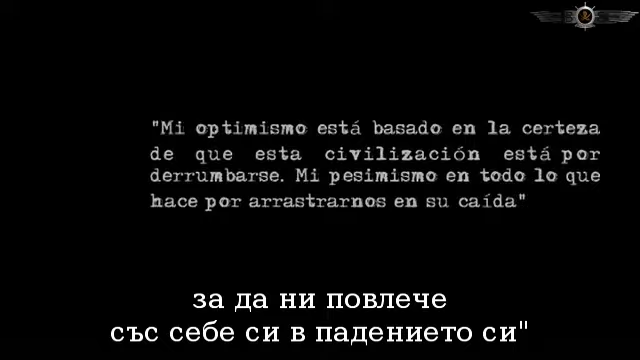 "Mi optimismo está basado en la certeza
de que esta civilización está por
derrumbarse. Mi pesimismo en todo lo que
hace por arrastrarnos en su caída"
за да ни повлече
със себе си в падението си"